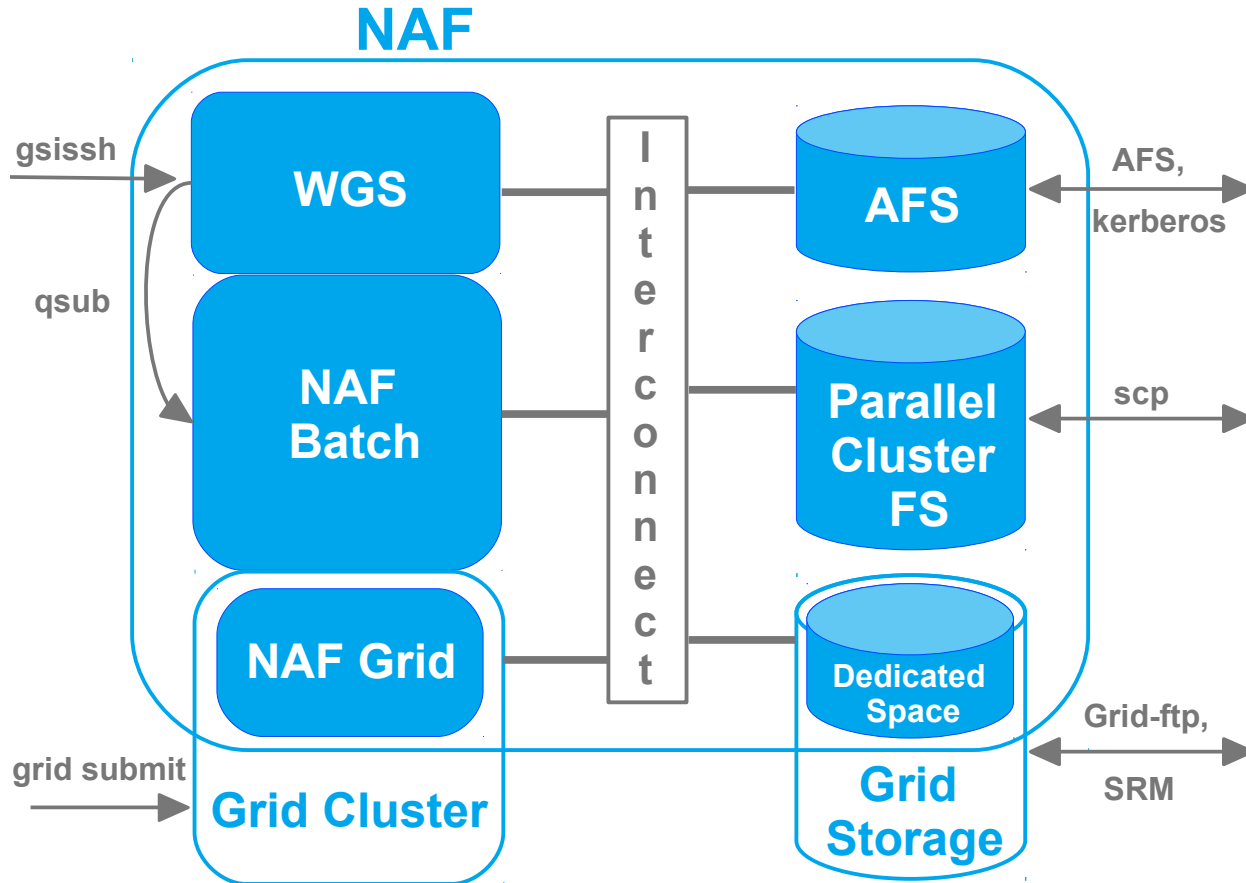 NAF
gsissh
WGS
qsub
NAF
Batch
NAF Grid
grid submit
Grid Cluster
Interconnect
AFS
AFS,
kerberos
Parallel
Cluster
FS
scp
Dedicated
Space
Grid-ftp,
SRM
Grid
Storage